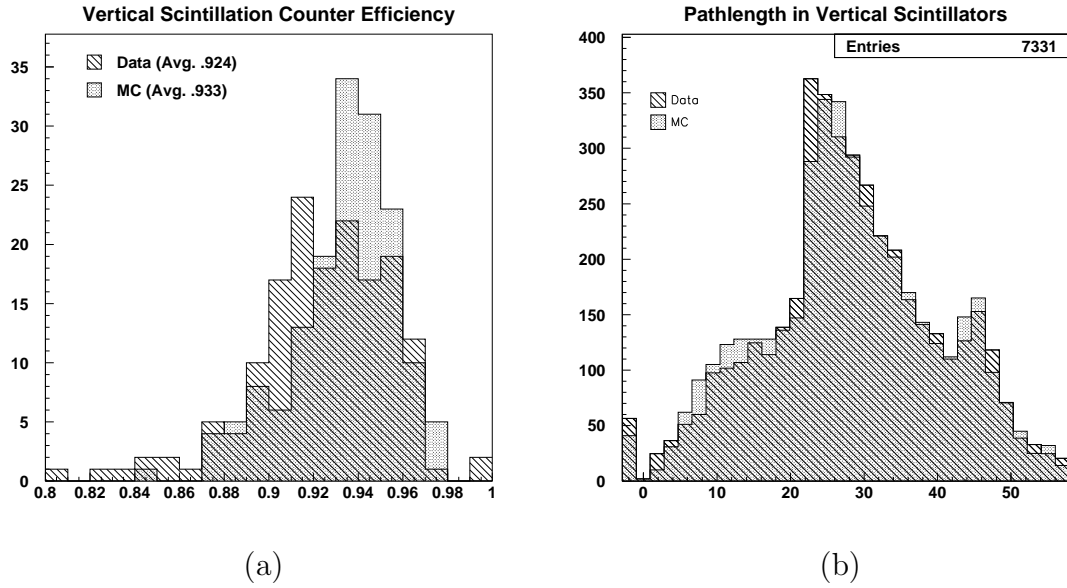 Vertical Scintillation Counter Efficiency
Data (Avg. .924)
MC (Avg. .933)
35
30
25
20
15
10
5
0
0.8 0.82 0.84 0.86 0.88 0.9 0.92 0.94 0.96 0.98 1
(a)
Pathlength in Vertical Scintillators
Entries 7331
Data
MC
400
350
300
250
200
150
100
50
0
0 10 20 30 40 50
(b)